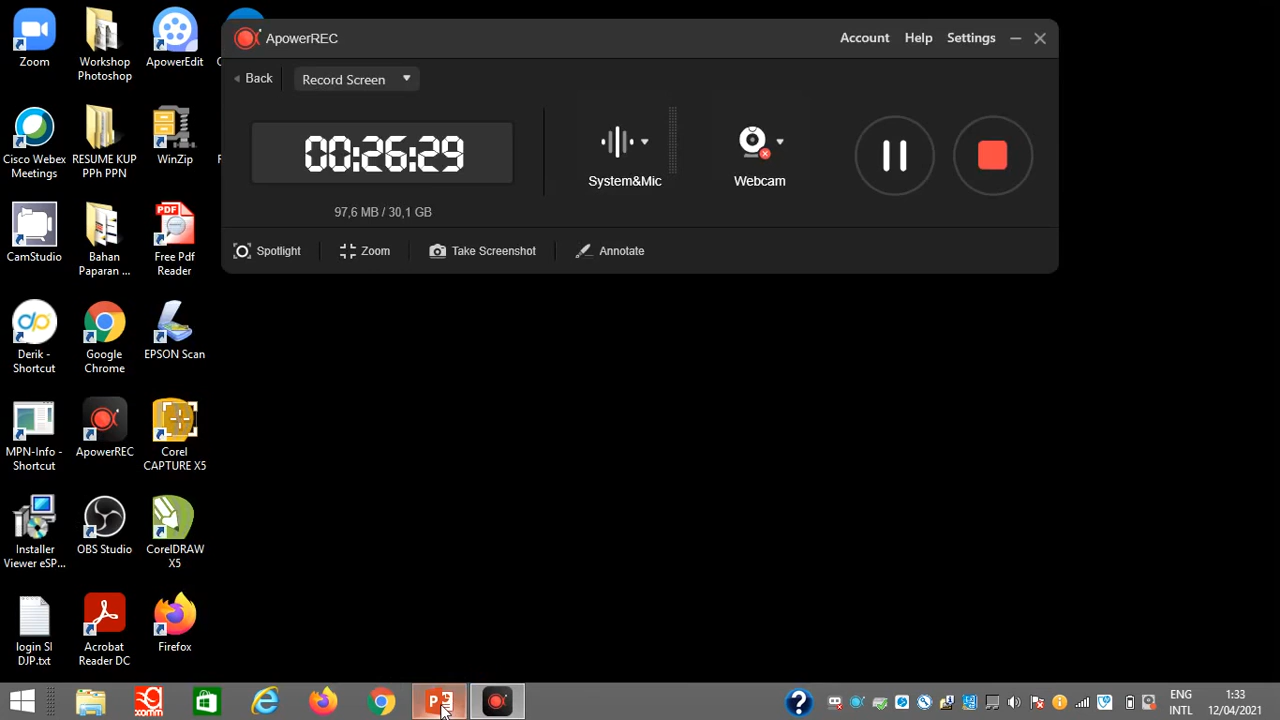 ApowerREC
Account Help Settings
Back Record Screen
00:26:29
97,6 MB / 30,1 GB
System&Mic
Webcam
Spotlight Zoom Take Screenshot Annotate
Zoom
Workshop
Photoshop
ApowerEdit
Cisco Webex
Meetings
RESUME KUP
PPh PPN
WinZip
CamStudio
Bahan
Paparan ...
Free Pdf
Reader
Derik -
Shortcut
Google
Chrome
EPSON Scan
MPN-Info -
Shortcut
ApowerREC
Corel
CAPTURE X5
Installer
Viewer eSP...
OBS Studio
CorelDRAW
X5
login SI
DJP.txt
Acrobat
Reader DC
Firefox
ENG
INTL
1:33
12/04/2021